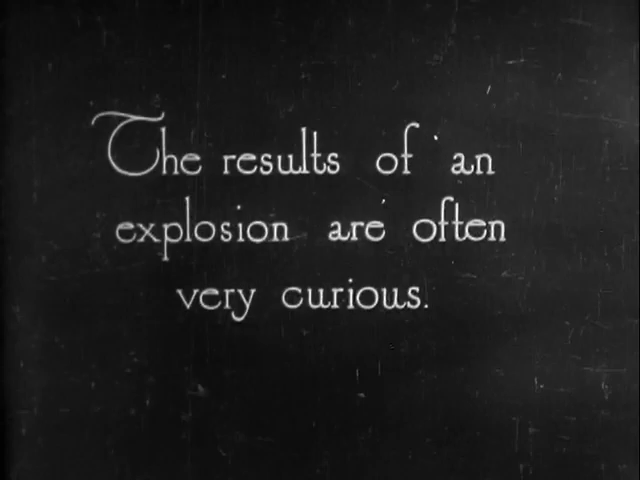 The results of an
explosion are often
very curious.